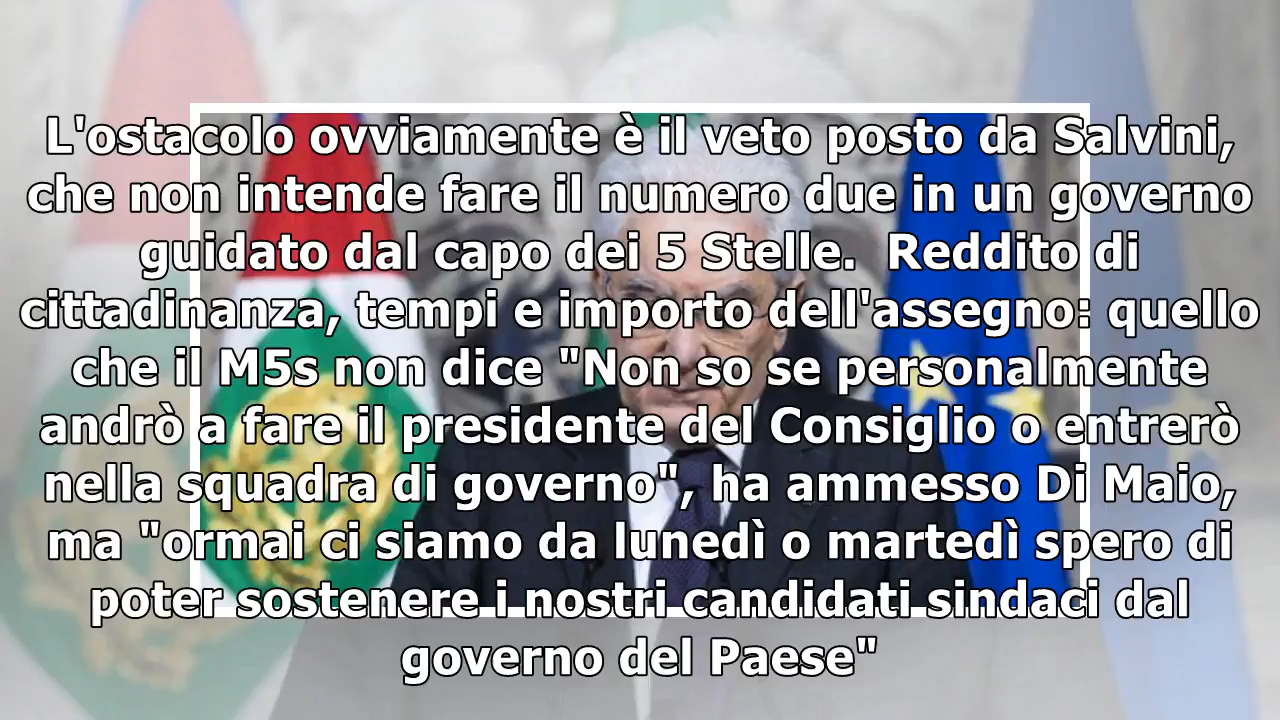 L'ostacolo ovviamente è il veto posto da Salvini,
che non intende fare il numero due in un governo
guidato dal capo dei 5 Stelle.  Reddito di
cittadinanza, tempi e importo dell'assegno: quello
che il M5s non dice "Non so se personalmente
andrò a fare il presidente del Consiglio o entrerò
nella squadra di governo", ha ammesso Di Maio,
ma "ormai ci siamo da lunedì o martedì spero di
poter sostenere i nostri candidati sindaci dal
governo del Paese"